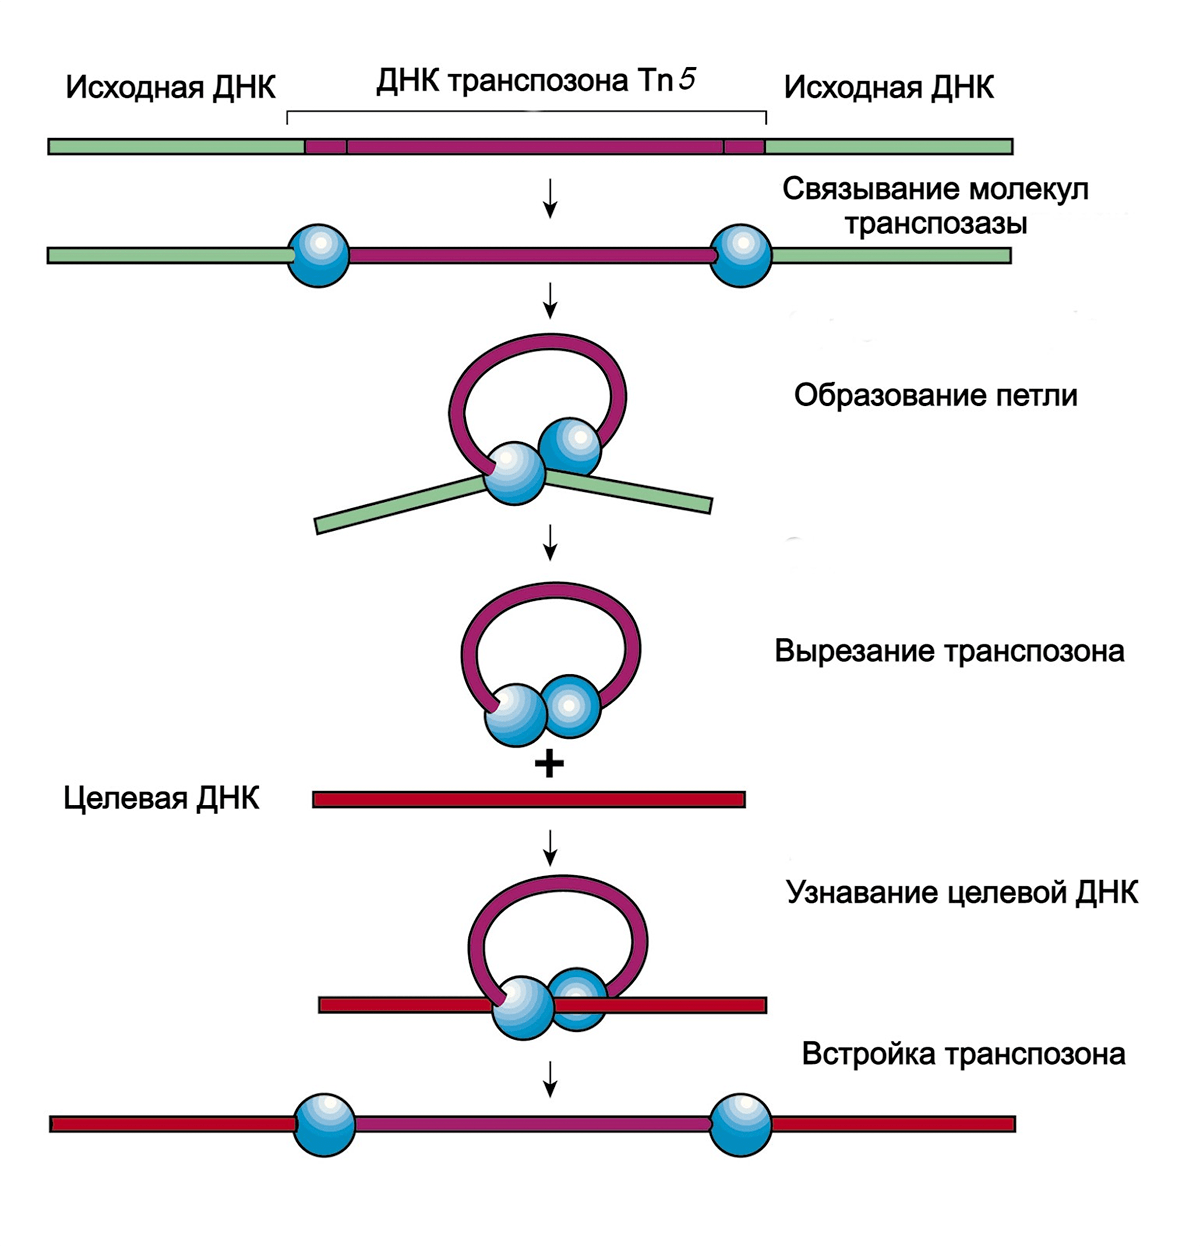 Исходная ДНК
ДНК транспозона Tn5
Исходная ДНК
Связывание молекул
транспозазы
Образование петли
Вырезание транспозона
+
Целевая ДНК
Узнавание целевой ДНК
Встройка транспозона